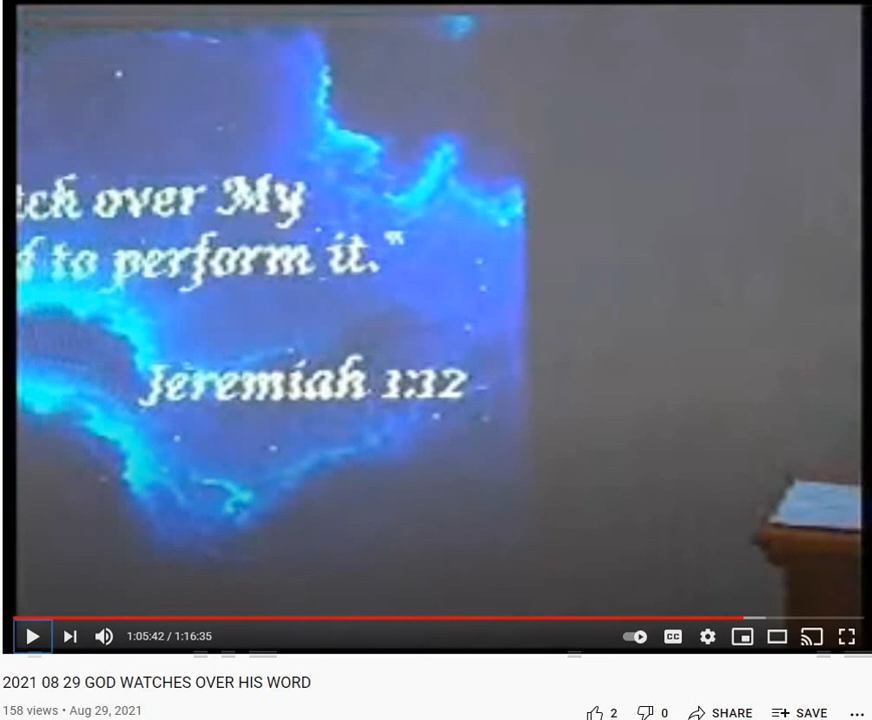 tch over My
d to perform it."
Jeremiah 1:12
1:05:42 / 1:16:35
CC
2021 08 29 GOD WATCHES OVER HIS WORD
158 views • Aug 29, 2021
2 0 SHARE SAVE